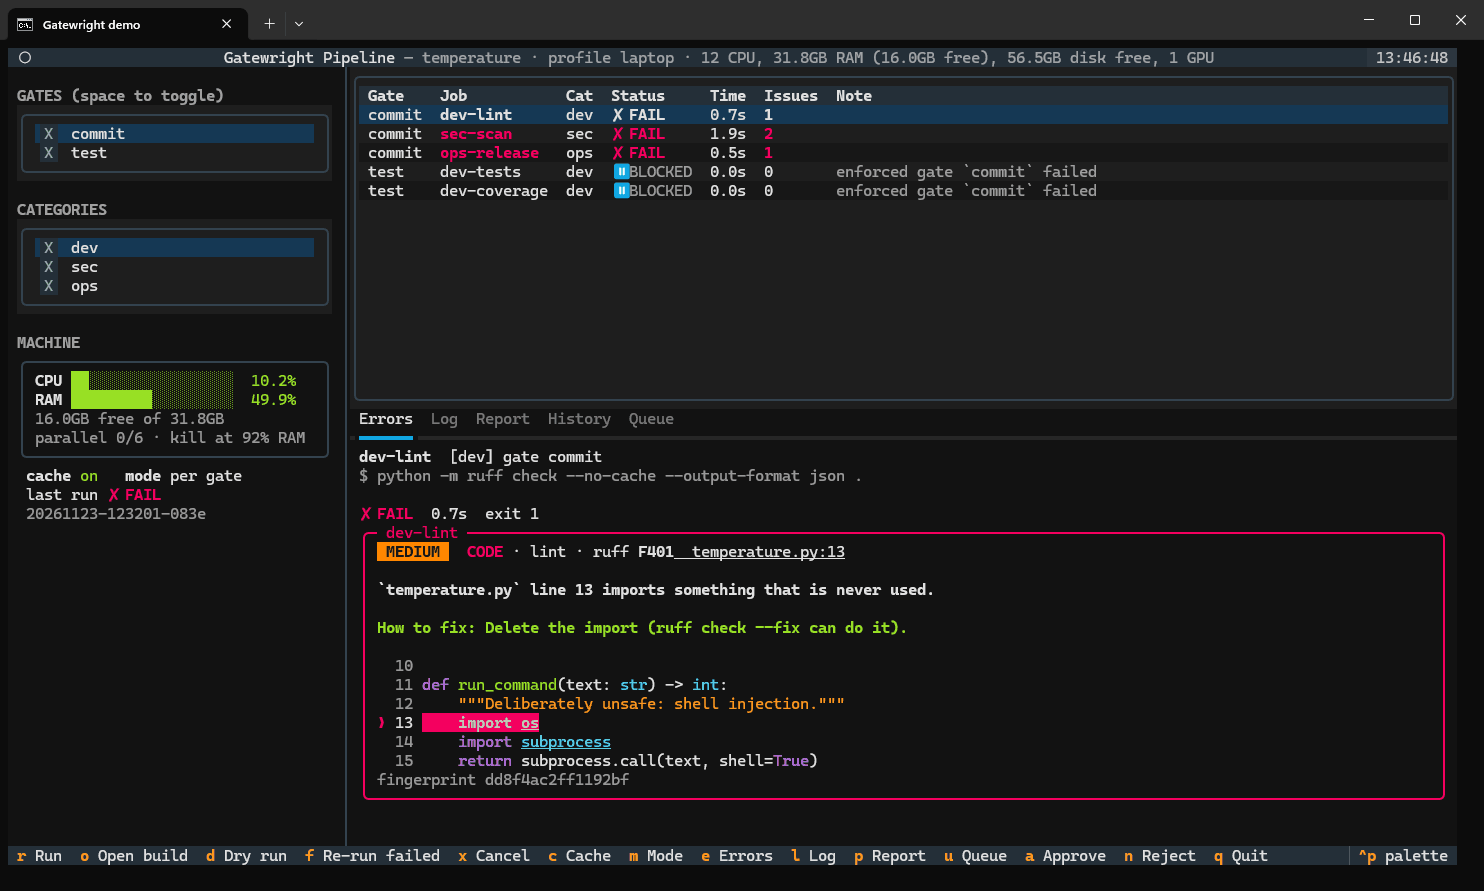 Gatewright demo
Gatewright Pipeline — temperature · profile laptop · 12 CPU, 31.8GB RAM (16.0GB free), 56.5GB disk free, 1 GPU 13:46:48
GATES (space to toggle)
X commit
X test
CATEGORIES
X dev
X sec
X ops
MACHINE
CPU 10.2%
RAM 49.9%
16.0GB free of 31.8GB
parallel 0/6 · kill at 92% RAM
cache on mode per gate
last run ✗ FAIL
20261123-123201-083e
Gate Job Cat Status Time Issues Note
commit dev-lint dev ✗ FAIL 0.7s 1
commit sec-scan sec ✗ FAIL 1.9s 2
commit ops-release ops ✗ FAIL 0.5s 1
test dev-tests dev ⏸BLOCKED 0.0s 0 enforced gate `commit` failed
test dev-coverage dev ⏸BLOCKED 0.0s 0 enforced gate `commit` failed
Errors Log Report History Queue
dev-lint [dev] gate commit
$ python -m ruff check --no-cache --output-format json .
✗ FAIL 0.7s exit 1
dev-lint
MEDIUM CODE · lint · ruff F401 temperature.py:13
`temperature.py` line 13 imports something that is never used.
How to fix: Delete the import (ruff check --fix can do it).
10
11 def run_command(text: str) -> int:
12 """Deliberately unsafe: shell injection."""
❱ 13 import os
14 import subprocess
15 return subprocess.call(text, shell=True)
fingerprint dd8f4ac2ff1192bf
r Run o Open build d Dry run f Re-run failed x Cancel c Cache m Mode e Errors l Log p Report u Queue a Approve n Reject q Quit ^p palette